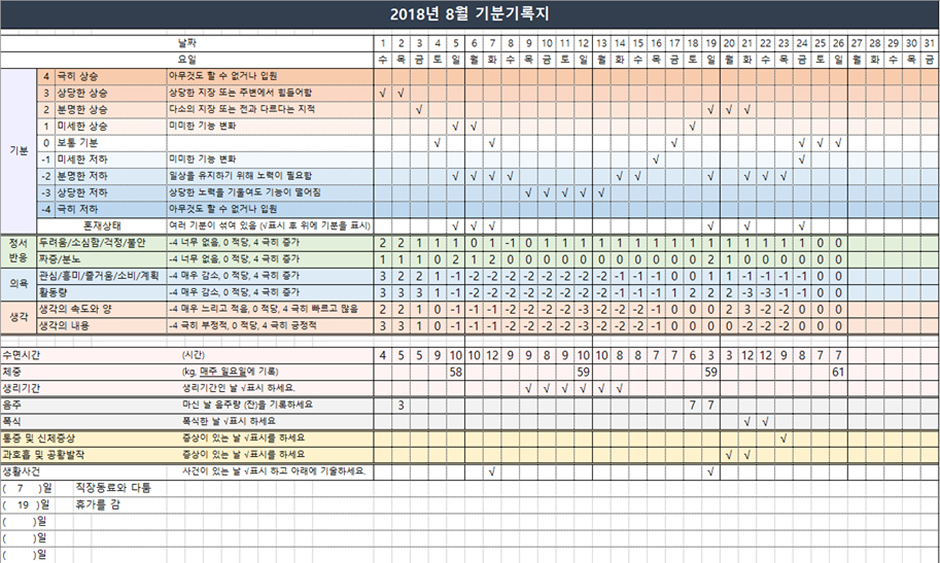 2018년 8월 기분기록지
날짜 1 2 3 4 5 6 7 8 9 10 11 12 13 14 15 16 17 18 19 20 21 22 23 24 25 26 27 28 29 30 31
요일 수 목 금 토 일 월 화 수 목 금 토 일 월 화 수 목 금 토 일 월 화 수 목 금 토 일 월 화 수 목 금
기분
4 극히 상승 아무것도 할 수 없거나 입원
3 상당한 상승 상당한 지장 또는 주변에서 힘들어함 √ √
2 분명한 상승 다소의 지장 또는 전과 다르다는 지적 √ √ √ √
1 미세한 상승 미미한 기능 변화 √ √ √
0 보통 기분 √ √ √ √ √ √
-1 미세한 저하 미미한 기능 변화 √ √
-2 분명한 저하 일상을 유지하기 위해 노력이 필요함 √ √ √ √ √ √ √ √ √ √
-3 상당한 저하 상당한 노력을 기울여도 기능이 떨어짐 √ √ √ √ √
-4 극히 저하 아무것도 할 수 없거나 입원
혼재상태 여러 기분이 섞여 있음 (√표시 후 위에 기분을 표시) √ √ √ √ √ √
정서 반응
두려움/소심함/걱정/불안 -4 너무 없음, 0 적당, 4 극히 증가 2 2 1 1 1 0 1 -1 0 1 1 1 1 1 1 1 1 1 1 1 1 1 1 1 0 0
짜증/분노 -4 너무 없음, 0 적당, 4 극히 증가 1 1 1 0 2 1 2 0 0 0 0 0 0 0 0 0 0 0 2 1 0 0 0 0 0 0
의욕
관심/흥미/즐거움/소비/계획 -4 매우 감소, 0 적당, 4 극히 증가 3 2 2 1 -1 -2 -2 -2 -2 -2 -2 -2 -2 -1 -1 -1 0 0 1 1 -1 -1 -1 -1 0 0
활동량 -4 매우 감소, 0 적당, 4 극히 증가 3 3 3 1 -1 -2 -2 -2 -2 -2 -2 -2 -2 -1 -1 -1 1 2 2 2 -3 -3 -1 -1 0 0
생각
생각의 속도와 양 -4 매우 느리고 적음, 0 적당, 4 극히 빠르고 많음 2 2 1 0 -1 -1 -1 -2 -2 -2 -2 -3 -2 -2 -2 -1 0 0 0 2 3 -2 -2 0 0 0
생각의 내용 -4 극히 부정적, 0 적당, 4 극히 긍정적 3 3 1 0 -1 -1 -1 -2 -2 -2 -2 -3 -2 -2 -2 -1 0 0 0 0 -2 -2 -2 0 0 0
수면시간 (시간) 4 5 5 9 10 10 12 9 9 10 9 10 10 8 8 7 7 6 3 3 12 12 9 8 7 7
체중 (kg, 매주 일요일에 기록) 58 59 59 61
생리기간 생리기간인 날 √표시 하세요. √ √ √ √ √ √
음주 마신 날 음주량 (잔)을 기록하세요 3 7 7
폭식 폭식한 날 √표시 하세요 √ √
통증 및 신체증상 증상이 있는 날 √표시를 하세요 √
과호흡 및 공황발작 증상이 있는 날 √표시를 하세요 √ √
생활사건 사건이 있는 날 √표시 하고 아래에 기술하세요. √ √
( 7 )일 직장동료와 다툼
( 19 )일 휴가를 감
( )일
( )일
( )일